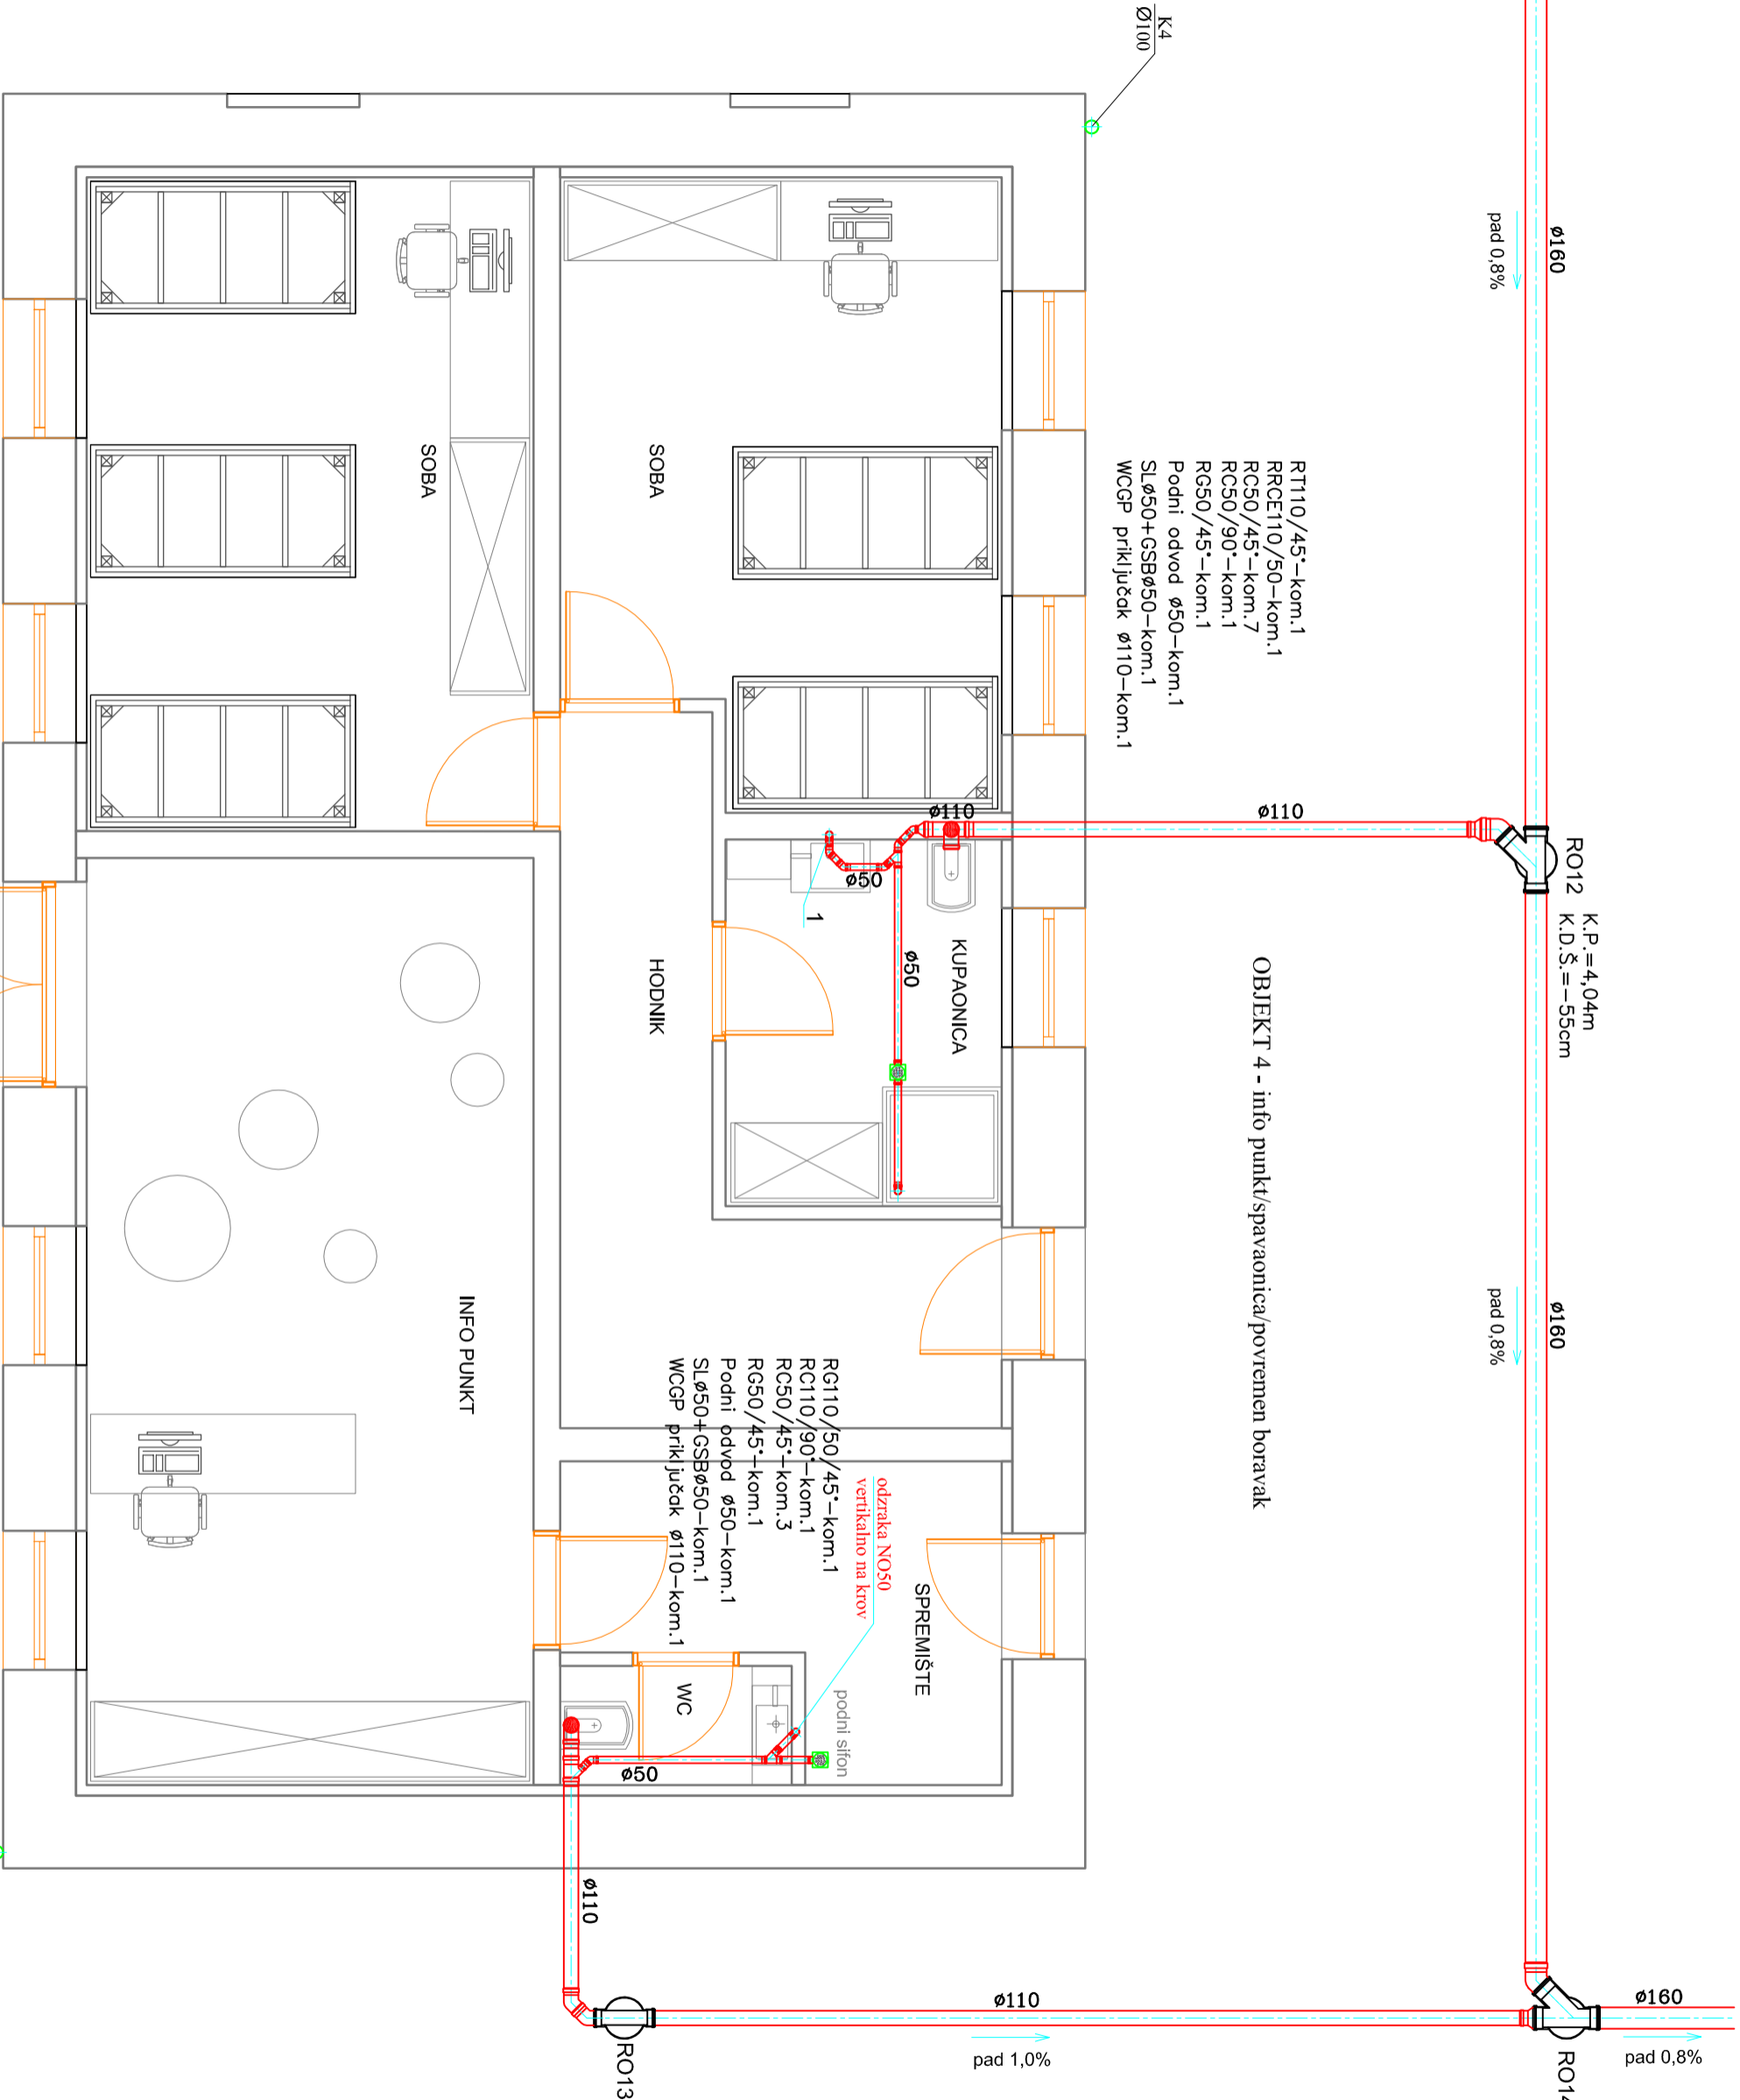 K4
Ø100
ø160
pad 0,8%
RT110/45°-kom.1
RRCE110/50-kom.1
RC50/45°-kom.7
RC50/90°-kom.1
RG50/45°-kom.1
Podni odvod ø50-kom.1
SLø50+GSBø50-kom.1
WCGP priključak ø110-kom.1
SOBA
SOBA
ø110
ø110
RO12
K.P.=4,04m
K.D.Š.=-55cm
ø50
1
ø50
KUPAONICA
HODNIK
OBJEKT 4 - info punkt/spavaonica/povremen boravak
ø160
pad 0,8%
INFO PUNKT
RG110/50/45°-kom.1
RC110/90°-kom.1
RC50/45°-kom.3
RG50/45°-kom.1
Podni odvod ø50-kom.1
SLø50+GSBø50-kom.1
WCGP priključak ø110-kom.1
odzraka NO50
vertikalno na krov
SPREMIŠTE
WC
podni sifon
ø50
ø110
ø110
pad 1,0%
RO13
ø160
pad 0,8%
RO14